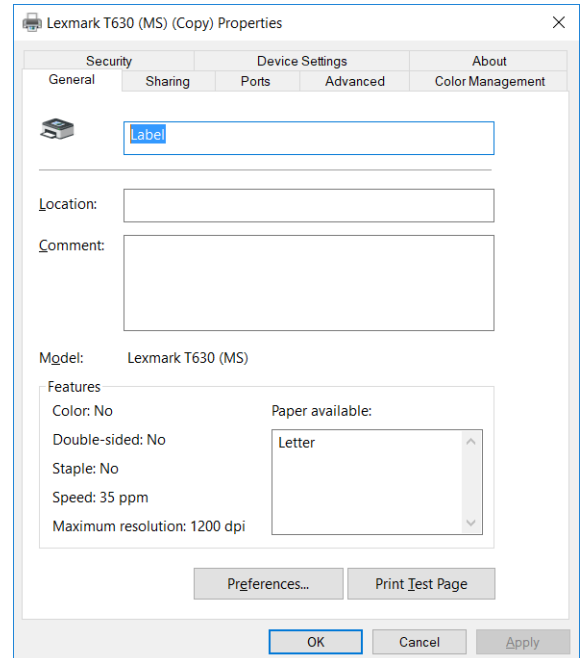 Lexmark T630 (MS) (Copy) Properties
Security Device Settings About
General Sharing Ports Advanced Color Management
Label
Location:
Comment:
Model: Lexmark T630 (MS)
Features
Color: No Paper available:
Double-sided: No Letter
Staple: No
Speed: 35 ppm
Maximum resolution: 1200 dpi
Preferences... Print Test Page
OK Cancel Apply